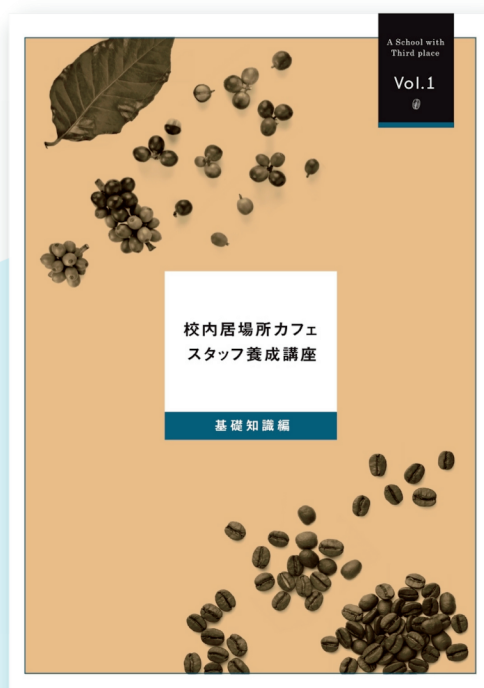 A School with
Third place
Vol.1
校内居場所カフェ
スタッフ養成講座
基礎知識編